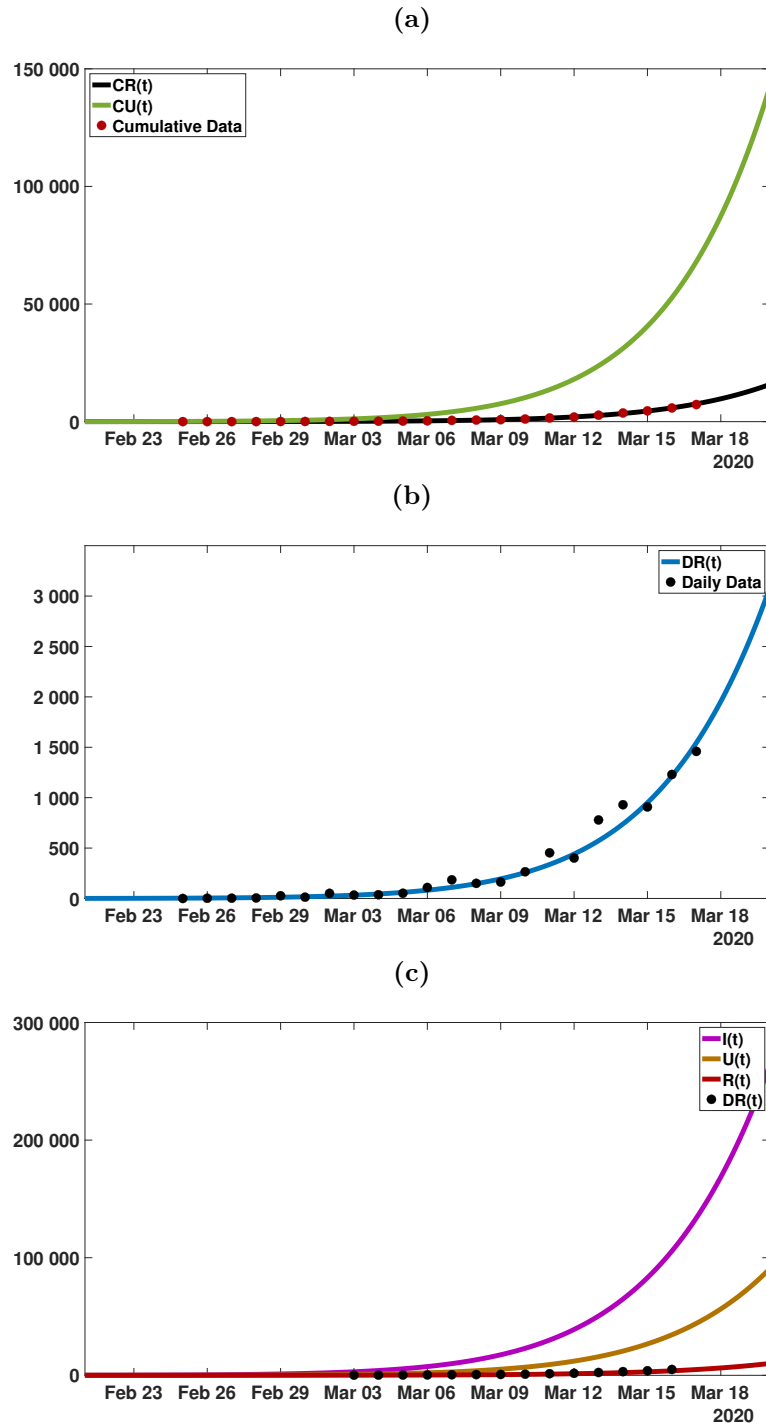 (a)
150 000
CR(t)
CU(t)
Cumulative Data
100 000
50 000
0
Feb 23 Feb 26 Feb 29 Mar 03 Mar 06 Mar 09 Mar 12 Mar 15 Mar 18
2020
(b)
DR(t)
Daily Data
3 000
2 500
2 000
1 500
1 000
500
0
Feb 23 Feb 26 Feb 29 Mar 03 Mar 06 Mar 09 Mar 12 Mar 15 Mar 18
2020
(c)
300 000
I(t)
U(t)
R(t)
DR(t)
200 000
100 000
0
Feb 23 Feb 26 Feb 29 Mar 03 Mar 06 Mar 09 Mar 12 Mar 15 Mar 18
2020